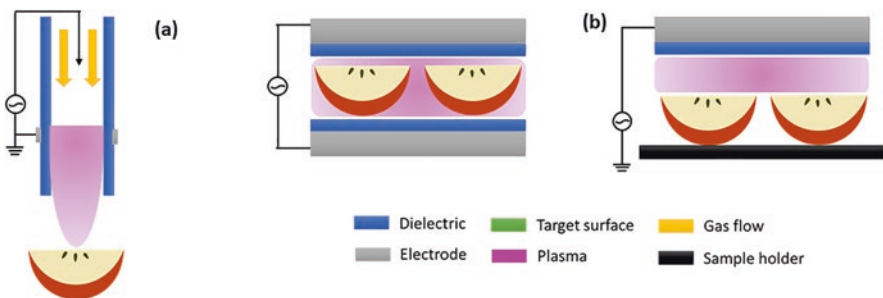 (a)
(b)
Dielectric
Target surface
Gas flow
Electrode
Plasma
Sample holder